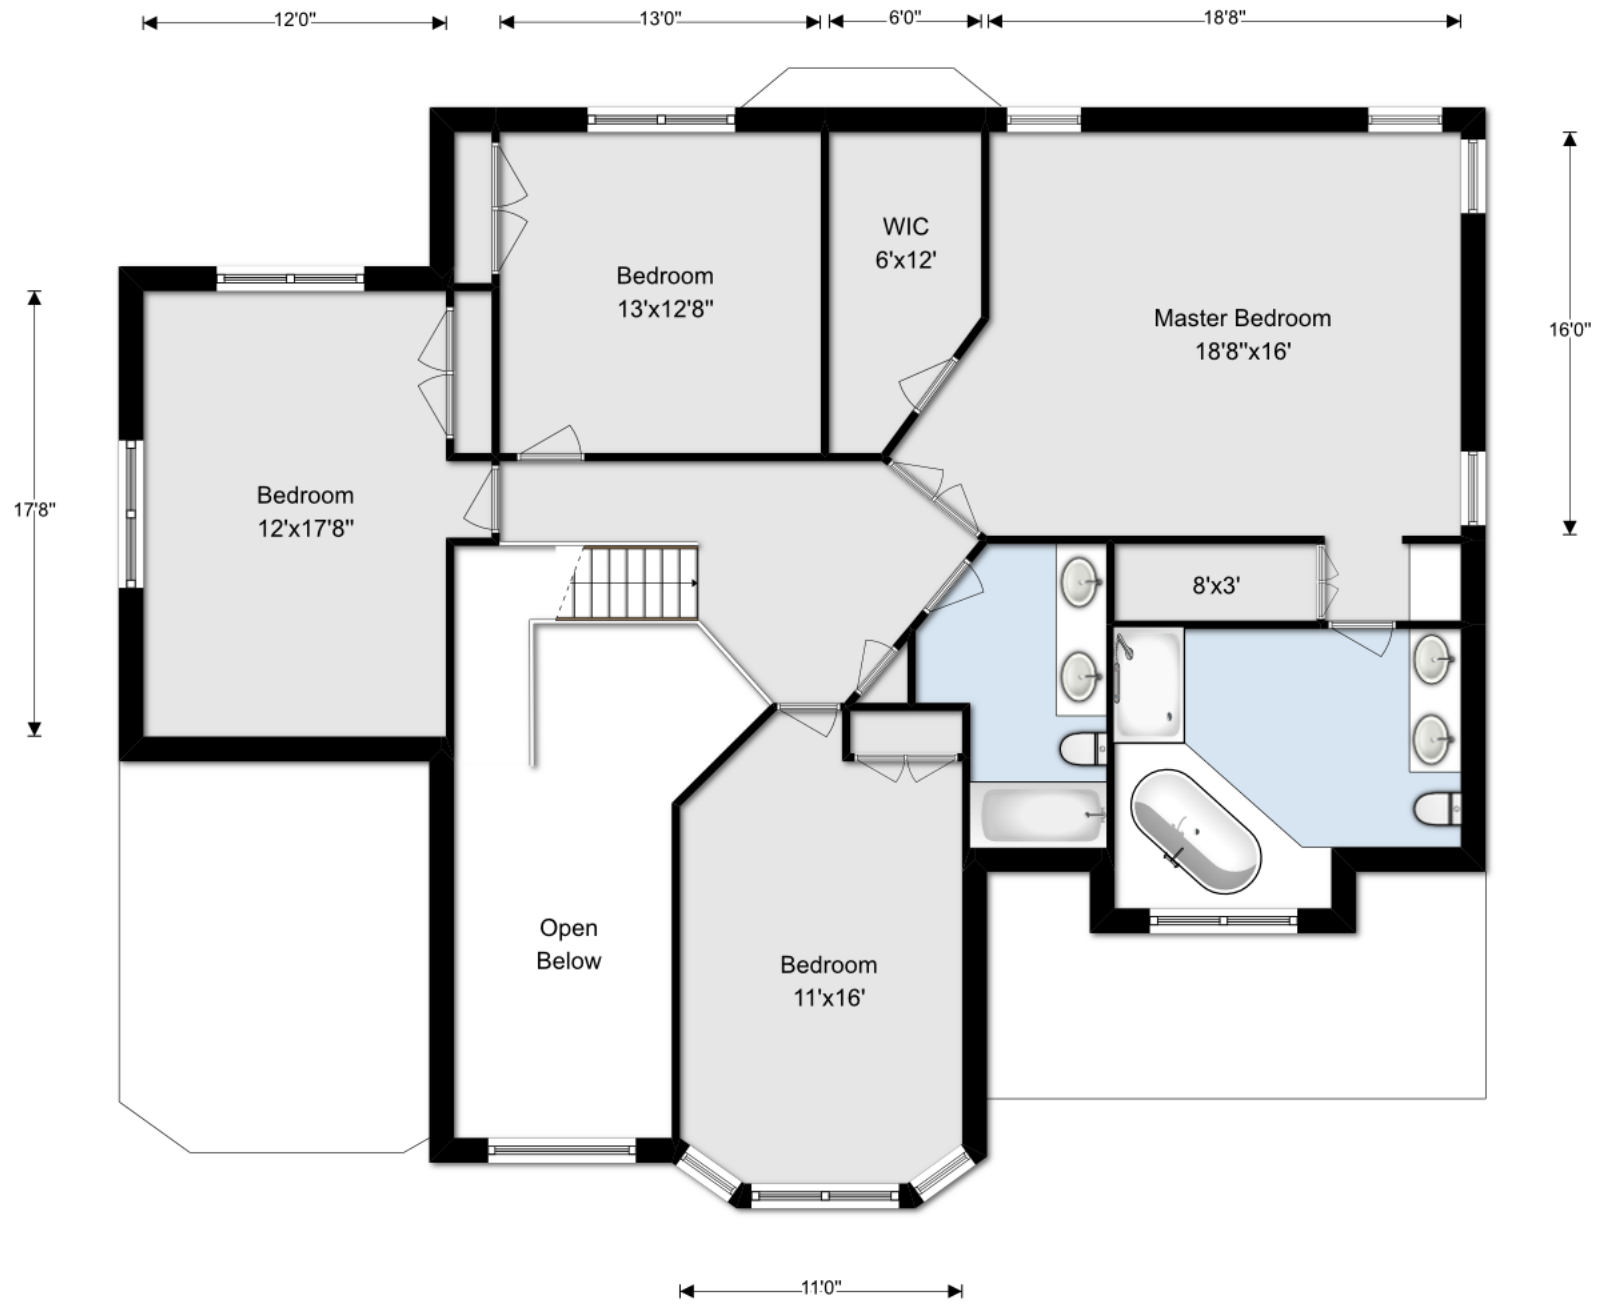 12'0"
13'0"
6'0"
18'8"
WIC
6'x12'
Bedroom
13'x12'8"
Master Bedroom
18'8"x16'
16'0"
17'8"
Bedroom
12'x17'8"
8'x3'
Open
Below
Bedroom
11'x16'
11'0"